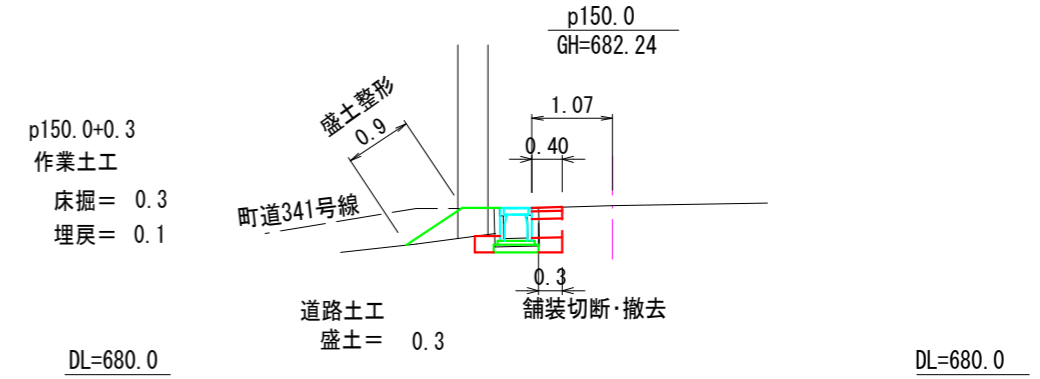 p150.0
GH=682.24
盛土整形
0.9
1.07
0.40
p150.0+0.3
作業土工
床掘= 0.3
埋戻= 0.1
町道341号線
0.3
舗装切断・撤去
道路土工
盛土= 0.3
DL=680.0
DL=680.0